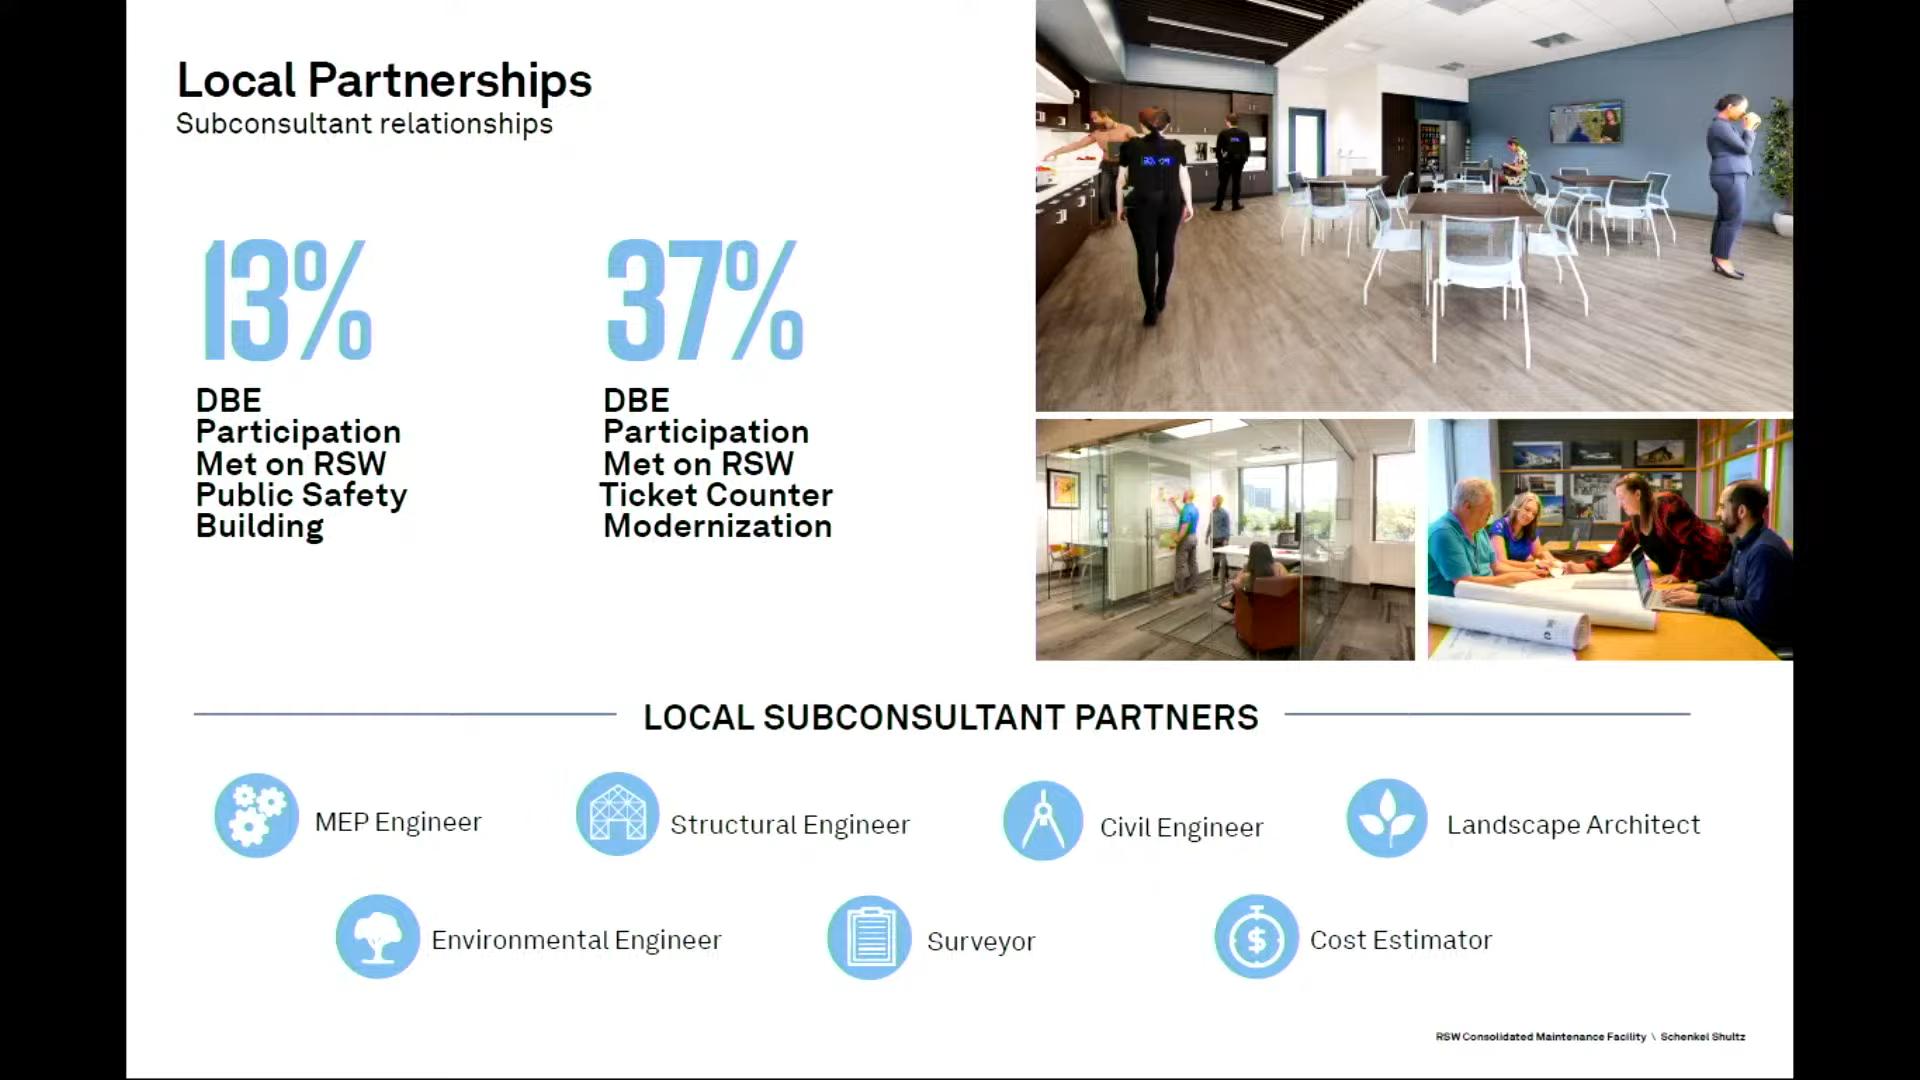 Local Partnerships
Subconsultant relationships
13%
DBE
Participation
Met on RSW
Public Safety
Building
37%
DBE
Participation
Met on RSW
Ticket Counter
Modernization
LOCAL SUBCONSULTANT PARTNERS
MEP Engineer
Structural Engineer
Civil Engineer
Landscape Architect
Environmental Engineer
Surveyor
$
Cost Estimator
RSW Consolidated Maintenance Facility \ Schenkel Shultz